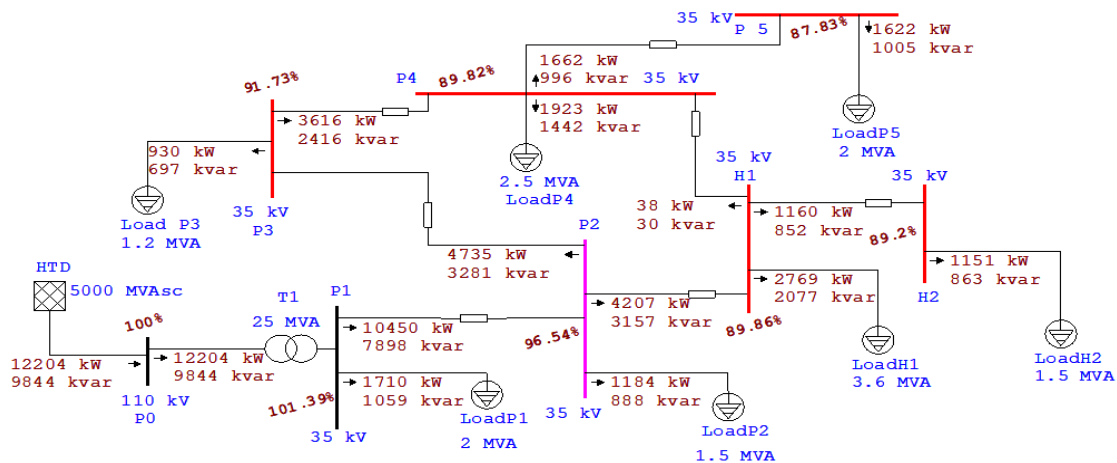 35 kV
P 5
87.83%
1622 kW
1005 kvar
LoadP5
2 MVA
1662 kW
996 kvar
35 kV
P4
89.82%
1923 kW
1442 kvar
2.5 MVA
LoadP4
91.73%
3616 kW
2416 kvar
930 kW
697 kvar
Load P3
1.2 MVA
35 kV
P3
35 kV
H1
38 kW
30 kvar
1160 kW
852 kvar
35 kV
89.2%
1151 kW
863 kvar
H2
LoadH2
1.5 MVA
P2
4735 kW
3281 kvar
4207 kW
3157 kvar
2769 kW
2077 kvar
89.86%
LoadH1
3.6 MVA
96.54%
1184 kW
888 kvar
35 kV
LoadP2
1.5 MVA
HTD
5000 MVAsc
T1
25 MVA
P1
10450 kW
7898 kvar
100%
12204 kW
9844 kvar
12204 kW
9844 kvar
110 kV
P0
1710 kW
1059 kvar
101.39%
35 kV
LoadP1
2 MVA